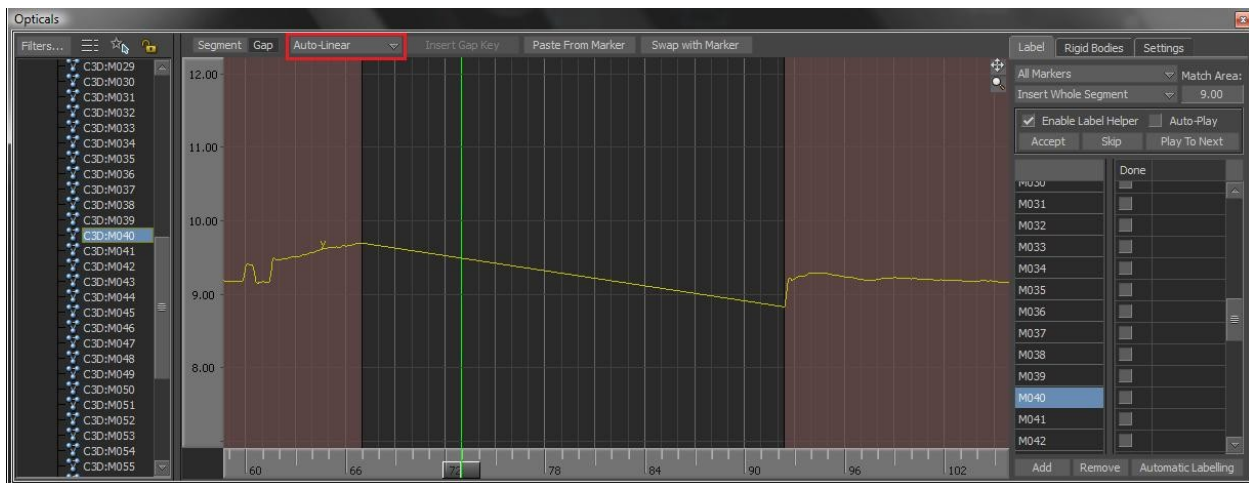 Opticals
Filters...
Segment Gap Auto-Linear Insert Gap Key Paste From Marker Swap with Marker
C3D:M029
C3D:M030
C3D:M031
C3D:M032
C3D:M033
C3D:M034
C3D:M035
C3D:M036
C3D:M037
C3D:M038
C3D:M039
C3D:M040
C3D:M041
C3D:M042
C3D:M043
C3D:M044
C3D:M045
C3D:M046
C3D:M047
C3D:M048
C3D:M049
C3D:M050
C3D:M051
C3D:M052
C3D:M053
C3D:M054
C3D:M055
12.00
11.00
10.00
9.00
8.00
y
60 66 72 78 84 90 96 102
Label Rigid Bodies Settings
All Markers Match Area:
Insert Whole Segment 9.00
Enable Label Helper Auto-Play
Accept Skip Play To Next
Done
M030
M031
M032
M033
M034
M035
M036
M037
M038
M039
M040
M041
M042
Add Remove Automatic Labelling